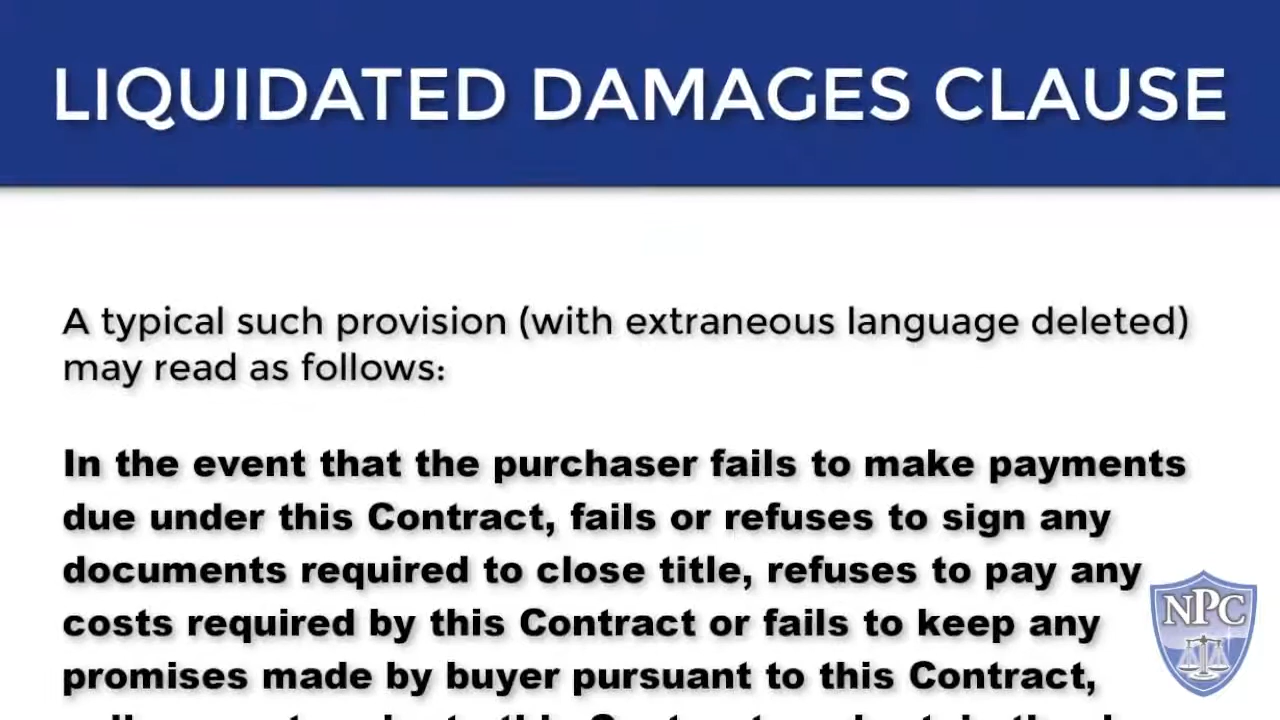 LIQUIDATED DAMAGES CLAUSE
A typical such provision (with extraneous language deleted)
may read as follows:
In the event that the purchaser fails to make payments
due under this Contract, fails or refuses to sign any
documents required to close title, refuses to pay any
costs required by this Contract or fails to keep any
promises made by buyer pursuant to this Contract,
NPC